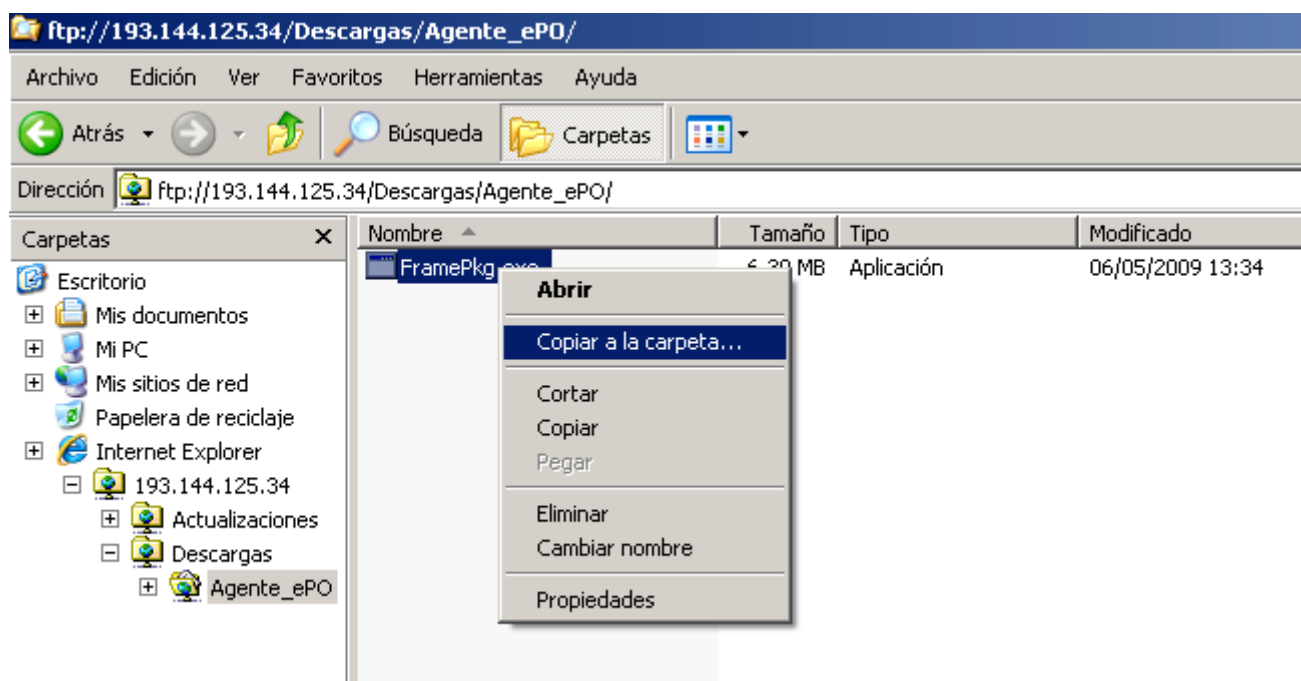 ftp://193.144.125.34/Descargas/Agente_ePO/
Archivo Edición Ver Favoritos Herramientas Ayuda
Atrás Búsqueda Carpetas
Dirección ftp://193.144.125.34/Descargas/Agente_ePO/
Carpetas x Nombre Tamaño Tipo Modificado
FramePkg.exe MB Aplicación 06/05/2009 13:34
Escritorio
Mis documentos
Mi PC
Mis sitios de red
Papelera de reciclaje
Internet Explorer
193.144.125.34
Actualizaciones
Descargas
Agente_ePO
Abrir
Copiar a la carpeta...
Cortar
Copiar
Pegar
Eliminar
Cambiar nombre
Propiedades